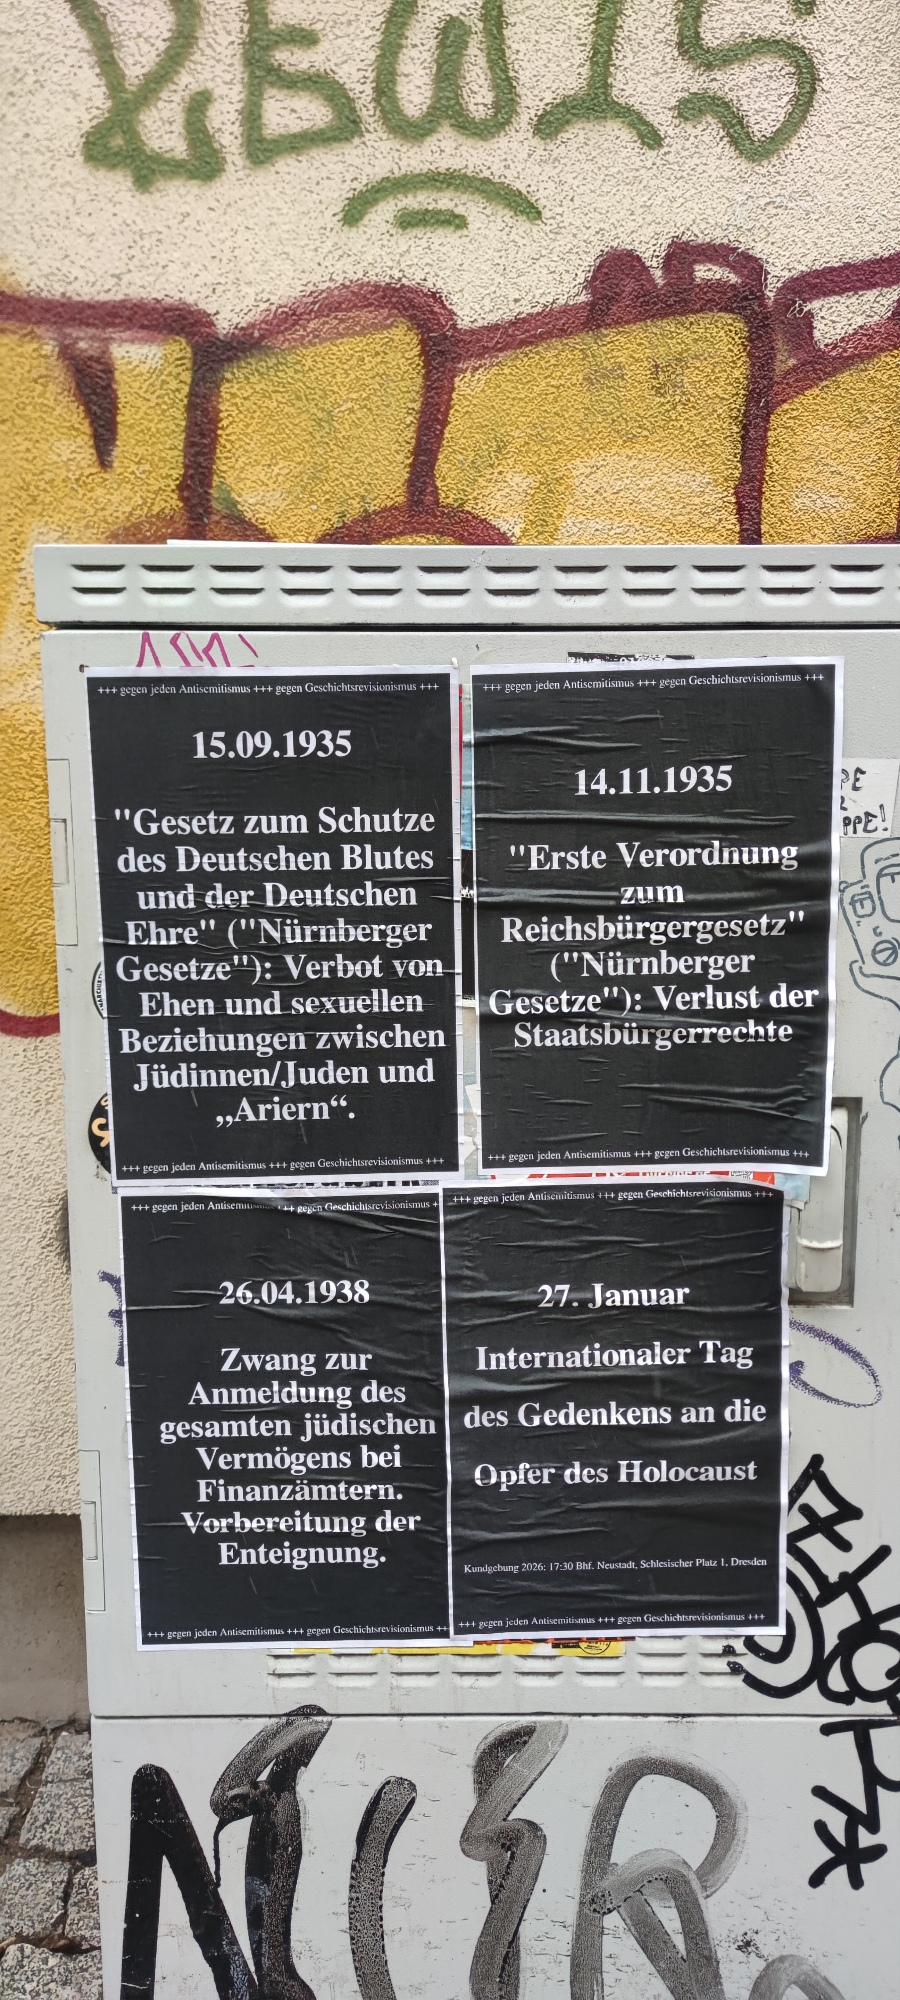 +++ gegen jeden Antisemitismus +++ gegen Geschichtsrevisionismus +++
15.09.1935
"Gesetz zum Schutze
des Deutschen Blutes
und der Deutschen
Ehre" ("Nürnberger
Gesetze"): Verbot von
Ehen und sexuellen
Beziehungen zwischen
Jüdinnen/Juden und
„Ariern“.
+++ gegen jeden Antisemitismus +++ gegen Geschichtsrevisionismus +++
+++ gegen jeden Antisemitismus +++ gegen Geschichtsrevisionismus +++
14.11.1935
"Erste Verordnung
zum
Reichsbürgergesetz"
("Nürnberger
Gesetze"): Verlust der
Staatsbürgerrechte
+++ gegen jeden Antisemitismus +++ gegen Geschichtsrevisionismus +++
+++ gegen jeden Antisemitismus +++ gegen Geschichtsrevisionismus +
26.04.1938
Zwang zur
Anmeldung des
gesamten jüdischen
Vermögens bei
Finanzämtern.
Vorbereitung der
Enteignung.
+++ gegen jeden Antisemitismus +++ gegen Geschichtsrevisionismus +++
+++ gegen jeden Antisemitismus +++ gegen Geschichtsrevisionismus +++
27. Januar
Internationaler Tag
des Gedenkens an die
Opfer des Holocaust
Kundgebung 2026: 17:30 Bhf. Neustadt, Schlesischer Platz 1, Dresden
+++ gegen jeden Antisemitismus +++ gegen Geschichtsrevisionismus +++